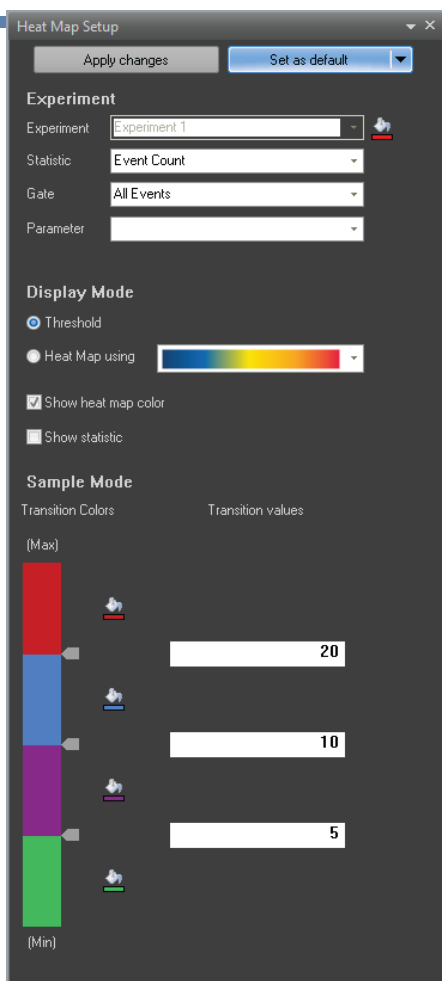 Heat Map Setup
Apply changes
Set as default
Experiment
Experiment
Experiment 1
Statistic
Event Count
Gate
All Events
Parameter
Display Mode
Threshold
Heat Map using
Show heat map color
Show statistic
Sample Mode
Transition Colors
Transition values
(Max)
20
10
5
(Min)